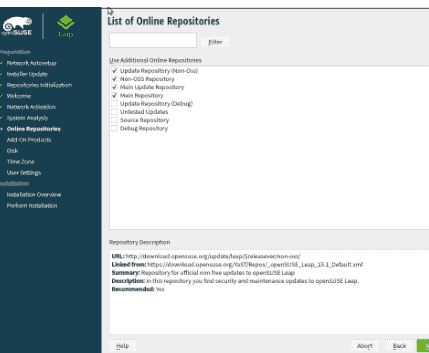 openSUSE
Leap
List of Online Repositories
Filter
Use Additional Online Repositories
Update Repository (Non-Oss)
Non-OSS Repository
Main Update Repository
Main Repository
Update Repository (Debug)
Untested Updates
Source Repository
Debug Repository
Preparation
Network Autosetup
Installer Update
Repositories Initialization
Welcome
Network Activation
System Analysis
Online Repositories
Add-On Products
Disk
Time Zone
User Settings
Installation
Installation Overview
Perform Installation
Repository Description
URL: http://download.opensuse.org/update/leap/$releasever/non-oss/
Linked from: https://download.opensuse.org/YaST/Repos/_openSUSE_Leap_15.1_Default.xml
Summary: Repository for official non free updates to openSUSE Leap
Description: In this repository you find security and maintenance updates to openSUSE Leap.
Recommended: Yes
Help
Abort
Back